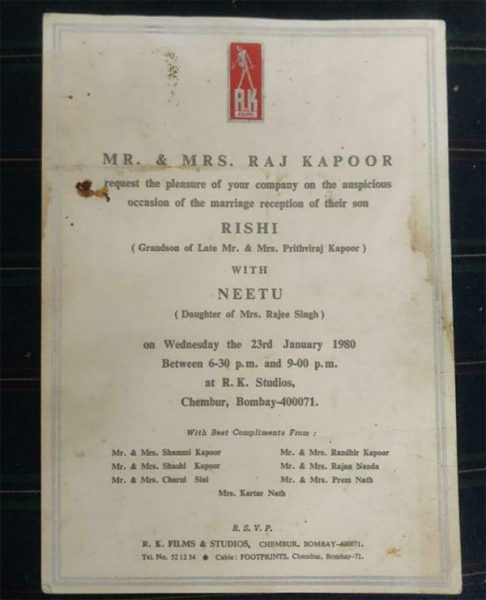 R.K
FILMS
MR. & MRS. RAJ KAPOOR
request the pleasure of your company on the auspicious
occasion of the marriage reception of their son
RISHI
( Grandson of Late Mr. & Mrs. Prithviraj Kapoor )
WITH
NEETU
( Daughter of Mrs. Rajee Singh )
on Wednesday the 23rd January 1980
Between 6-30 p.m. and 9-00 p.m.
at R. K. Studios,
Chembur, Bombay-400071.
With Best Compliments From :
Mr. & Mrs. Shammi Kapoor Mr. & Mrs. Randhir Kapoor
Mr. & Mrs. Shashi Kapoor Mr. & Mrs. Rajan Nanda
Mr. & Mrs. Charni Sial Mr. & Mrs. Prem Nath
Mrs. Kartar Nath
R. S. V. P.
R. K. FILMS & STUDIOS, CHEMBUR, BOMBAY-400071.
Tel. No. 52 12 34 ● Cable: FOOTPRINTS, Chembur, Bombay-71.